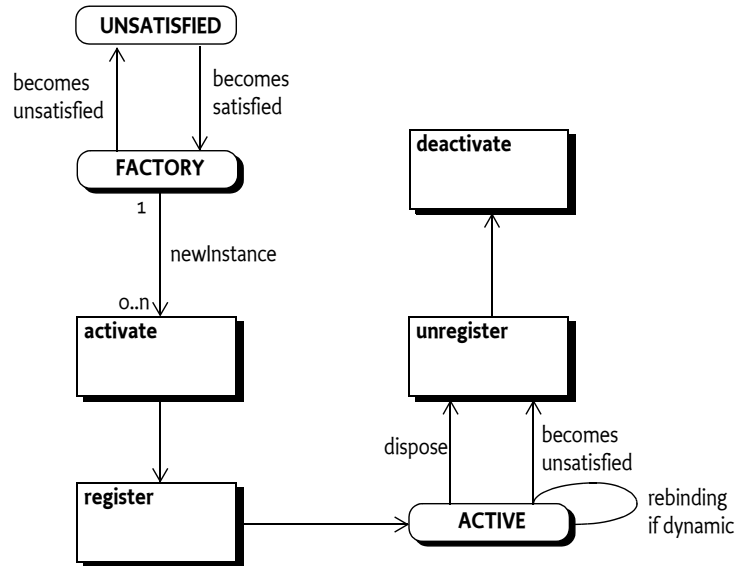 UNSATISFIED
becomes
unsatisfied
becomes
satisfied
FACTORY
1
newInstance
0..n
activate
register
deactivate
unregister
dispose
becomes
unsatisfied
ACTIVE
rebinding
if dynamic